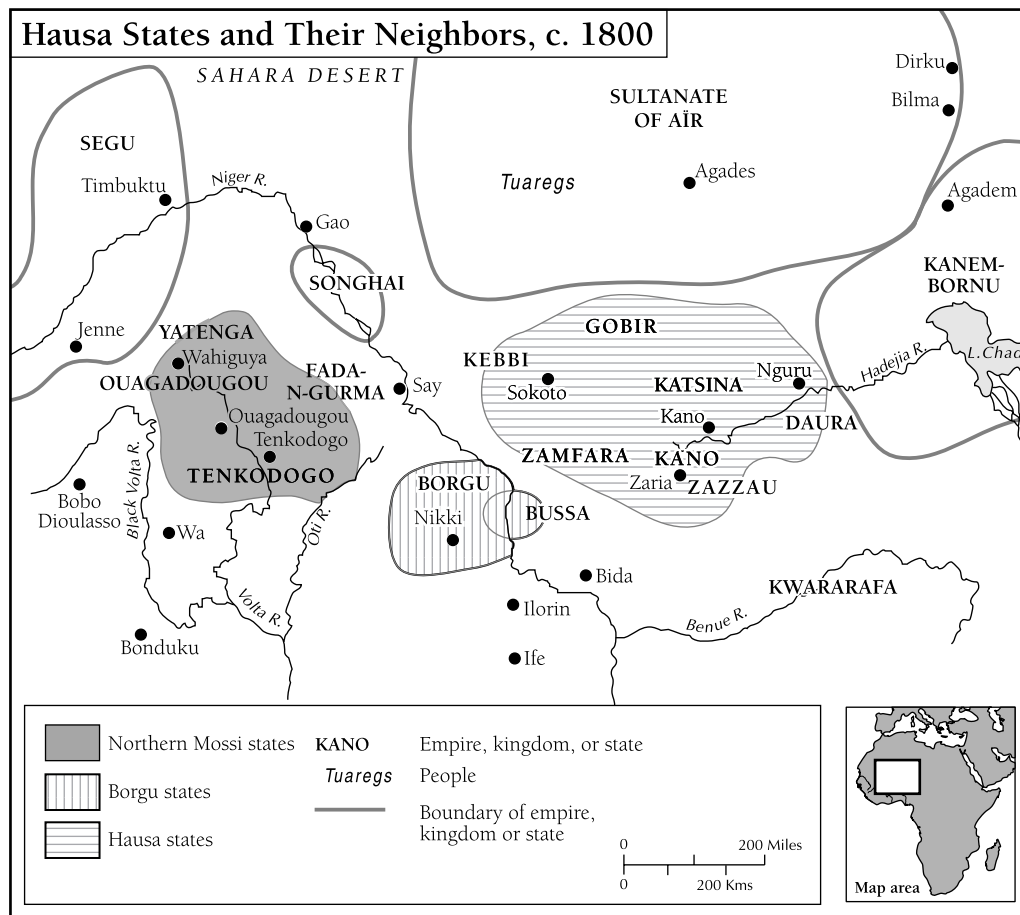 Hausa States and Their Neighbors, c. 1800
SAHARA DESERT
Dirku
Bilma
SULTANATE
OF AÏR
SEGU
Timbuktu
Niger R.
Tuaregs
Agades
Agadem
Gao
SONGHAI
KANEM-
BORNU
Jenne
YATENGA
Wahiguya
OUAGADOUGOU
FADA-
N-GURMA
Say
GOBIR
KEBBI
Sokoto
KATSINA
Nguru
Hadejia R.
L.Chad
Ouagadougou
Tenkodogo
TENKODOGO
Kano
DAURA
ZAMFARA
KANO
Zaria
ZAZZAU
Bobo
Dioulasso
Black Volta R.
Wa
Oti R.
BORGU
Nikki
BUSSA
Bida
KWARARAFA
Volta R.
Ilorin
Benue R.
Bonduku
Ife
Northern Mossi states
Borgu states
Hausa states
KANO
Empire, kingdom, or state
Tuaregs
People
Boundary of empire,
kingdom or state
0
200 Miles
0
200 Kms
Map area